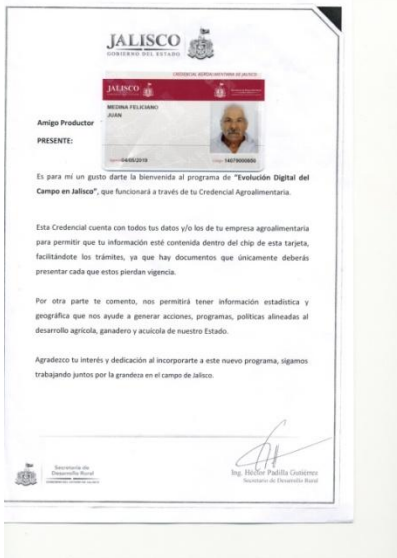 JALISCO
GOBIERNO DEL ESTADO
CREDENCIAL AGROALIMENTARIA DE JALISCO
JALISCO
MEDINA FELICIANO
JUAN
04/05/2018
14079000850
Amigo Productor
PRESENTE:
Es para mí un gusto darte la bienvenida al programa de "Evolución Digital del
Campo en Jalisco", que funcionará a través de tu Credencial Agroalimentaria.
Esta Credencial cuenta con todos tus datos y/o los de tu empresa agroalimentaria
para permitir que tu información esté contenida dentro del chip de esta tarjeta,
facilitándote los trámites, ya que hay documentos que únicamente deberás
presentar cada que estos pierdan vigencia.
Por otra parte te comento, nos permitirá tener información estadística y
geográfica que nos ayude a generar acciones, programas, políticas alineadas al
desarrollo agrícola, ganadero y acuícola de nuestro Estado.
Agradezco tu interés y dedicación al incorporarte a este nuevo programa, sigamos
trabajando juntos por la grandeza en el campo de Jalisco.
Secretaría de
Desarrollo Rural
Ing. Héctor Padilla Gutiérrez
Secretario de Desarrollo Rural